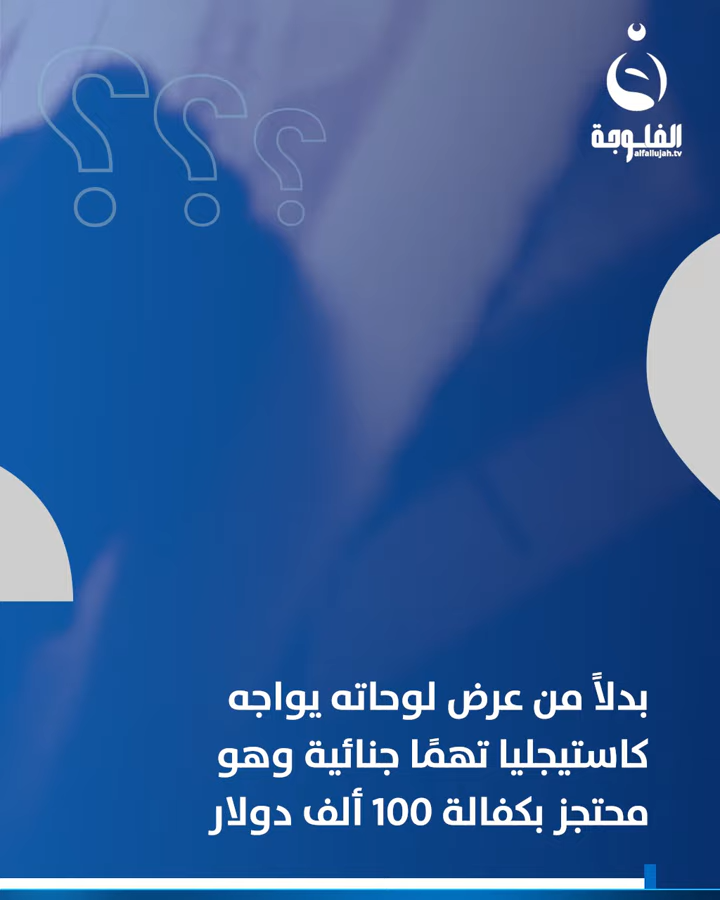 ؟؟؟
الفلوجة
alfallujah.tv
بدلاً من عرض لوحاته يواجه
كاستيجليا تهمًا جنائية وهو
محتجز بكفالة 100 ألف دولار